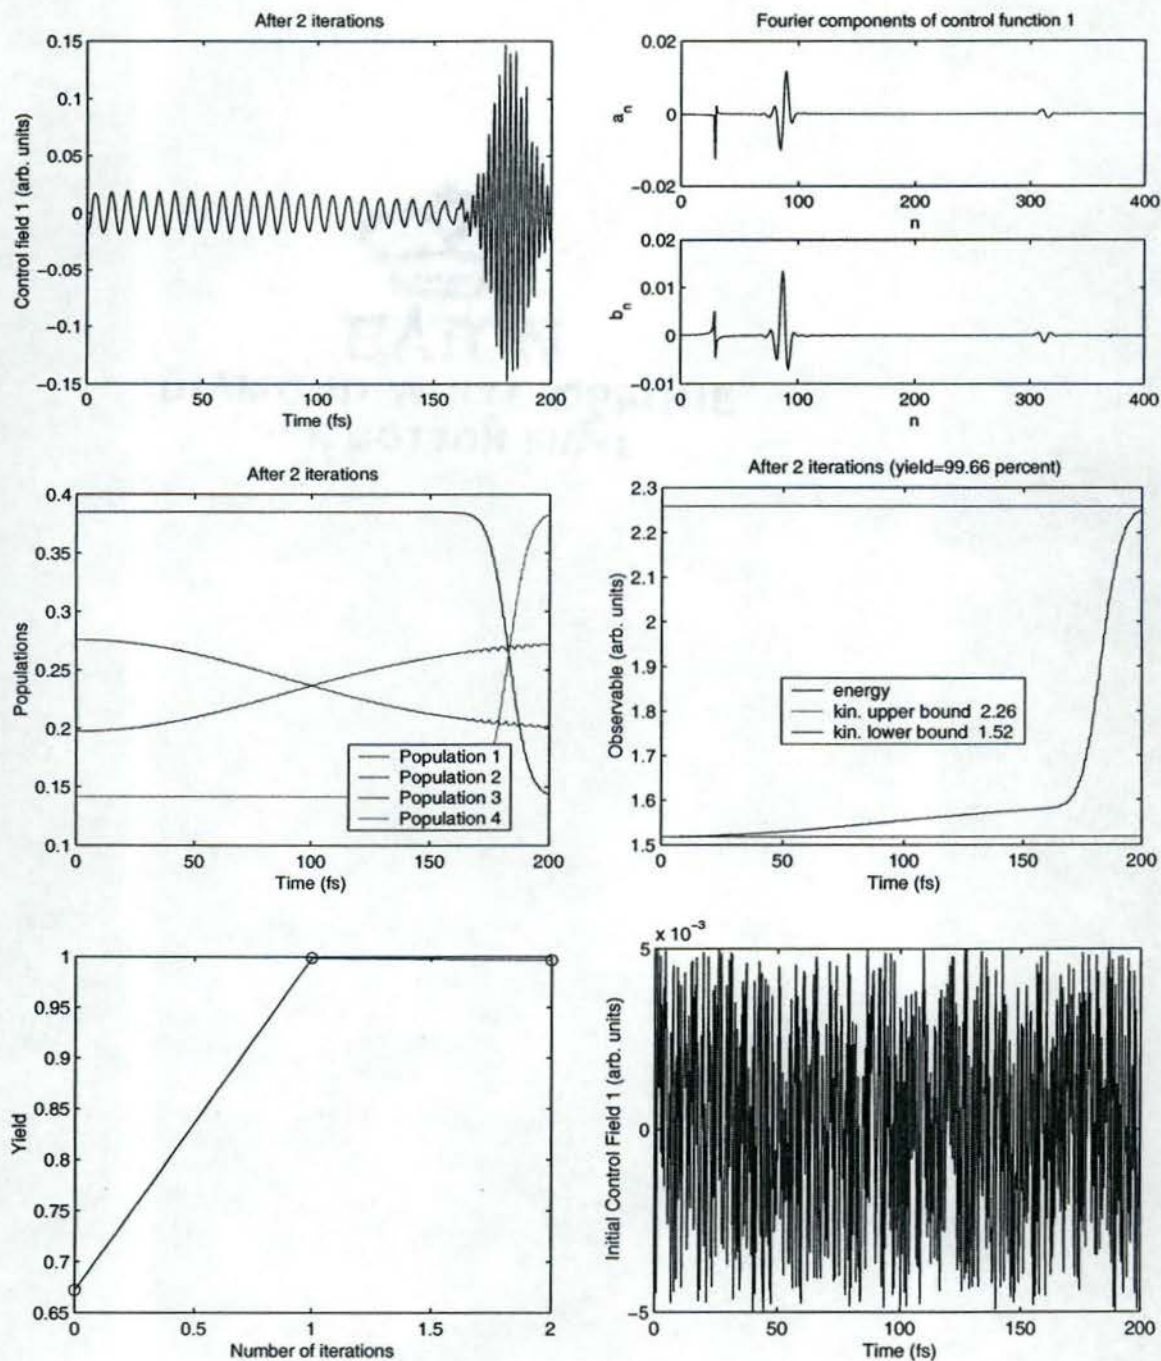 After 2 iterations
0.15
0.1
0.05
0
−0.05
−0.1
−0.15
0
50
100
150
200
Control field 1 (arb. units)
Time (fs)
Fourier components of control function 1
0.02
0
−0.02
a_n
0
100
200
300
400
n
0.02
0.01
0
−0.01
b_n
0
100
200
300
400
n
After 2 iterations
0.4
0.35
0.3
0.25
0.2
0.15
0.1
Populations
Population 1
Population 2
Population 3
Population 4
0
50
100
150
200
Time (fs)
After 2 iterations (yield=99.66 percent)
2.3
2.2
2.1
2
1.9
1.8
1.7
1.6
1.5
Observable (arb. units)
energy
kin. upper bound 2.26
kin. lower bound 1.52
50
100
150
200
Time (fs)
1
0.95
0.9
0.85
0.8
0.75
0.7
0.65
Yield
0
0.5
1
1.5
2
Number of iterations
x 10⁻³
5
0
−5
Initial Control Field 1 (arb. units)
0
50
100
150
200
Time (fs)